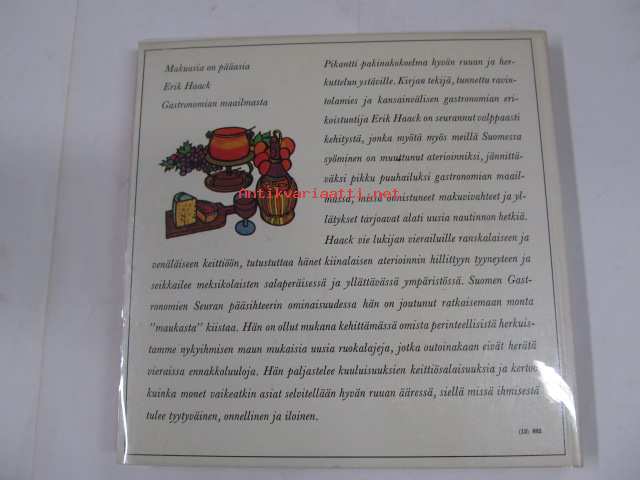 Makuasia on pääasia
Erik Haack
Gastronomian maailmasta
Pikantti pakinakokoelma hyvän ruuan ja her-
kuttelun ystäville. Kirjan tekijä, tunnettu ravin-
tolamies ja kansainvälisen gastronomian eri-
koistuntija Erik Haack on seurannut valppaasti
kehitystä, jonka myötä myös meillä Suomessa
syöminen on muuttunut aterioinniksi, jännittä-
väksi pikku puuhailuksi gastronomian maail-
massa, missä onnistuneet makuvivahteet ja yl-
lätykset tarjoavat alati uusia nautinnon hetkiä.
Haack vie lukijan vierailuille ranskalaiseen ja
venäläiseen keittiöön, tutustuttaa hänet kiinalaisen aterioinnin hillittyyn tyyneyteen ja
seikkailee meksikolaisten salaperäisessä ja yllättävässä ympäristössä. Suomen Gast-
ronomien Seuran pääsihteerin ominaisuudessa hän on joutunut ratkaisemaan monta
"maukasta" kiistaa. Hän on ollut mukana kehittämässä omista perinteellisistä herkuis-
tamme nykyihmisen maun mukaisia uusia ruokalajeja, jotka outoinakaan eivät herätä
vieraissa ennakkoluuloja. Hän paljastelee kuuluisuuksien keittiösalaisuuksia ja kertoo
kuinka monet vaikeatkin asiat selvitellään hyvän ruuan ääressä, siellä missä ihmisestä
tulee tyytyväinen, onnellinen ja iloinen.
antikvariaatti.net